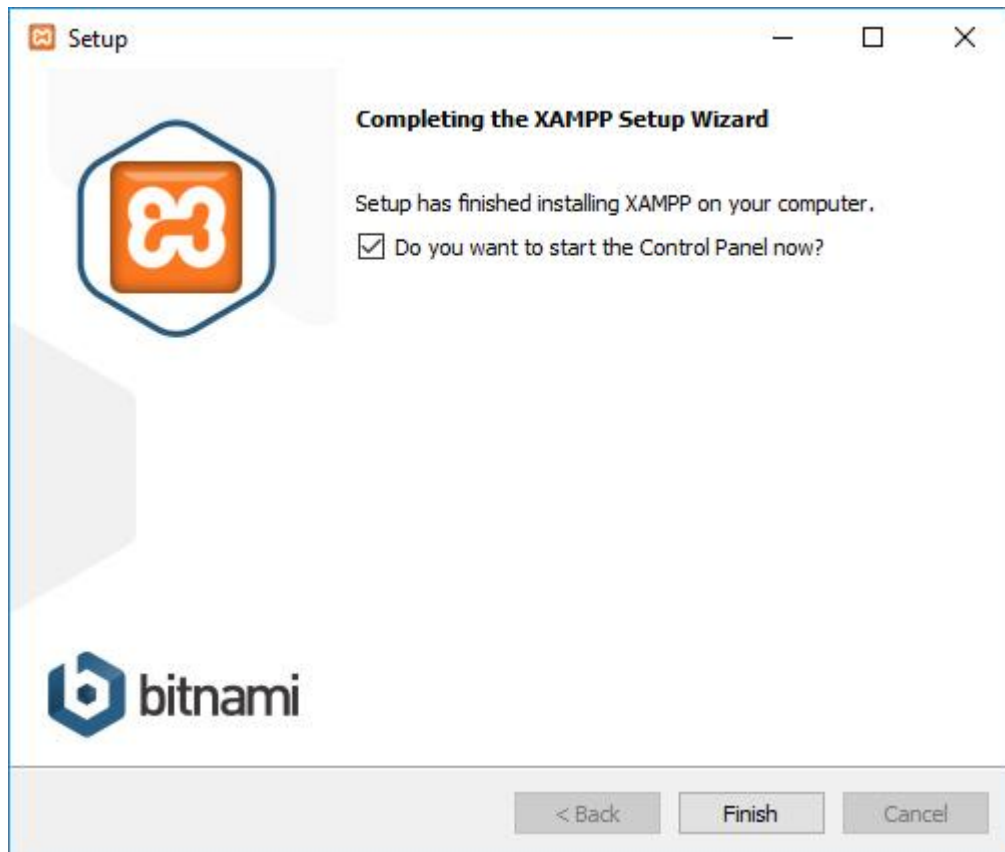 Setup
Completing the XAMPP Setup Wizard
Setup has finished installing XAMPP on your computer.
Do you want to start the Control Panel now?
bitnami
< Back
Finish
Cancel